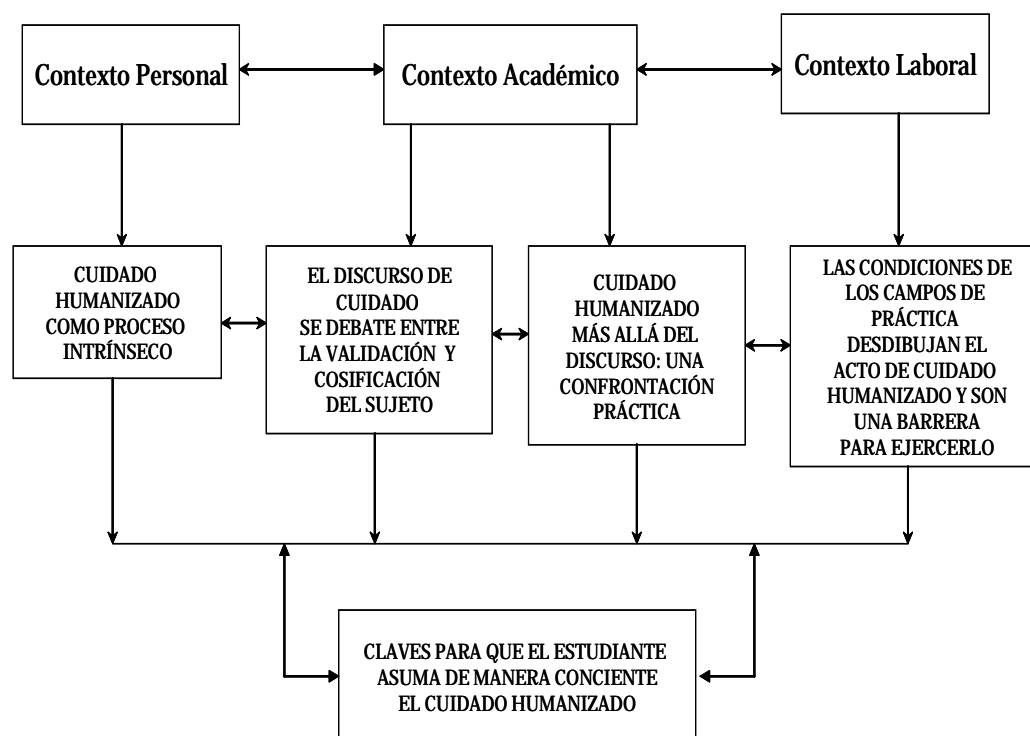 Contexto Personal
Contexto Académico
Contexto Laboral
CUIDADO
HUMANIZADO
COMO PROCESO
INTRÍNSECO
EL DISCURSO DE
CUIDADO
SE DEBATE ENTRE
LA VALIDACIÓN Y
COSIFICACIÓN
DEL SUJETO
CUIDADO
HUMANIZADO
MÁS ALLÁ DEL
DISCURSO: UNA
CONFRONTACIÓN
PRÁCTICA
LAS CONDICIONES DE
LOS CAMPOS DE
PRÁCTICA
DESDIBUJAN EL
ACTO DE CUIDADO
HUMANIZADO Y SON
UNA BARRERA
PARA EJERCERLO
CLAVES PARA QUE EL ESTUDIANTE
ASUMA DE MANERA CONCIENTE
EL CUIDADO HUMANIZADO